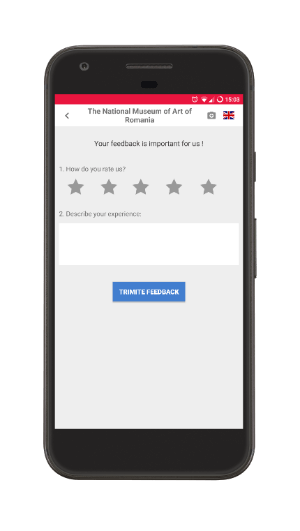 15:03
The National Museum of Art of
Romania
Your feedback is important for us !
1. How do you rate us?
2. Describe your experience:
TRIMITE FEEDBACK